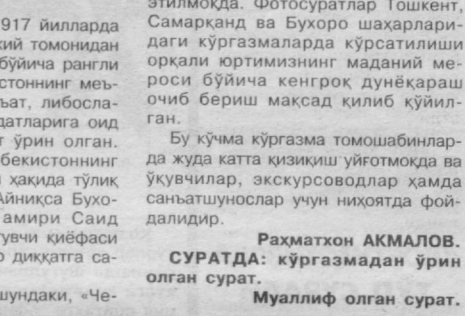 917 йилларда
кий томонидан
бўйича рангли
стоннинг меъ-
ъат, либосла-
датларига оид
т ўрин олган.
бекистоннинг
ҳақида тўлиқ
Айниқса Бухо-
амири Саид
увчи қиёфаси
диққатга са-
шундаки, «Че-
этилмоқда. Фотосуратлар Тошкент,
Самарқанд ва Бухоро шаҳарлари-
даги кўргазмаларда кўрсатилиши
орқали юртимизнинг маданий ме-
роси бўйича кенгроқ дунёқараш
очиб бериш мақсад қилиб қўйил-
ган.
Бу кўчма кўргазма томошабинлар-
да жуда катта қизиқиш уйғотмоқда ва
ўқувчилар, экскурсоводлар ҳамда
санъатшунослар учун ниҳоятда фой-
далидир.
Раҳматхон АКМАЛОВ.
СУРАТДА: кўргазмадан ўрин
олган сурат.
Муаллиф олган сурат.